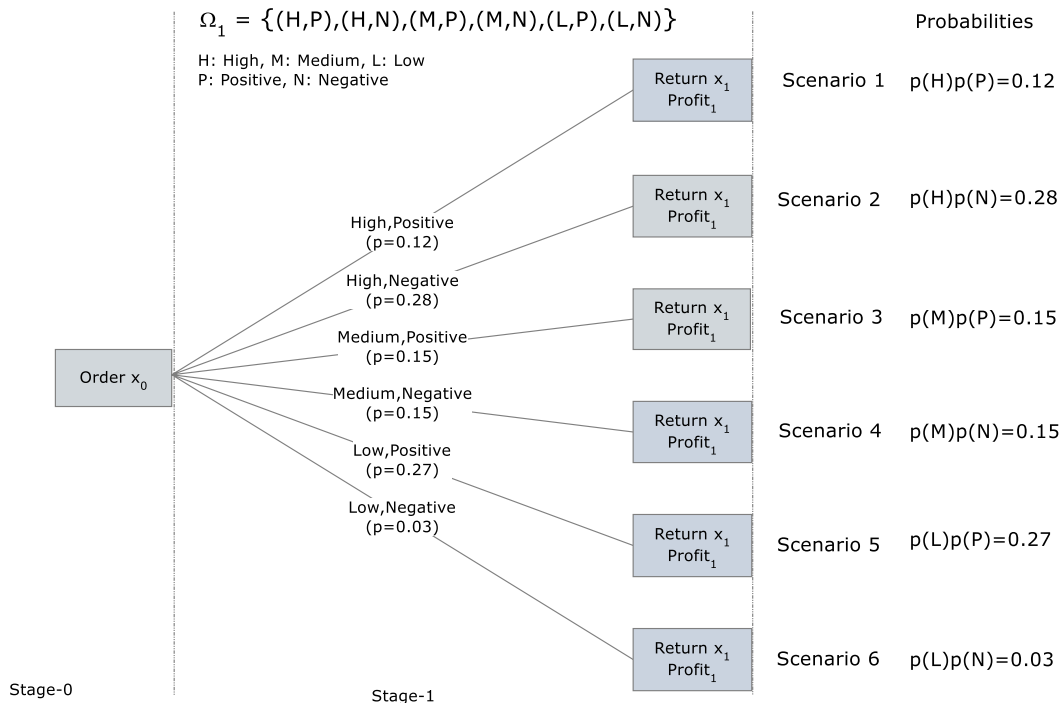 Ω₁ = {(H,P),(H,N),(M,P),(M,N),(L,P),(L,N)}
Probabilities
H: High, M: Medium, L: Low
P: Positive, N: Negative
Return x₁
Profit₁
Scenario 1
p(H)p(P)=0.12
Return x₁
Profit₁
Scenario 2
p(H)p(N)=0.28
High,Positive
(p=0.12)
High,Negative
(p=0.28)
Return x₁
Profit₁
Scenario 3
p(M)p(P)=0.15
Medium,Positive
(p=0.15)
Order x₀
Medium,Negative
(p=0.15)
Return x₁
Profit₁
Scenario 4
p(M)p(N)=0.15
Low,Positive
(p=0.27)
Low,Negative
(p=0.03)
Return x₁
Profit₁
Scenario 5
p(L)p(P)=0.27
Return x₁
Profit₁
Scenario 6
p(L)p(N)=0.03
Stage-0
Stage-1